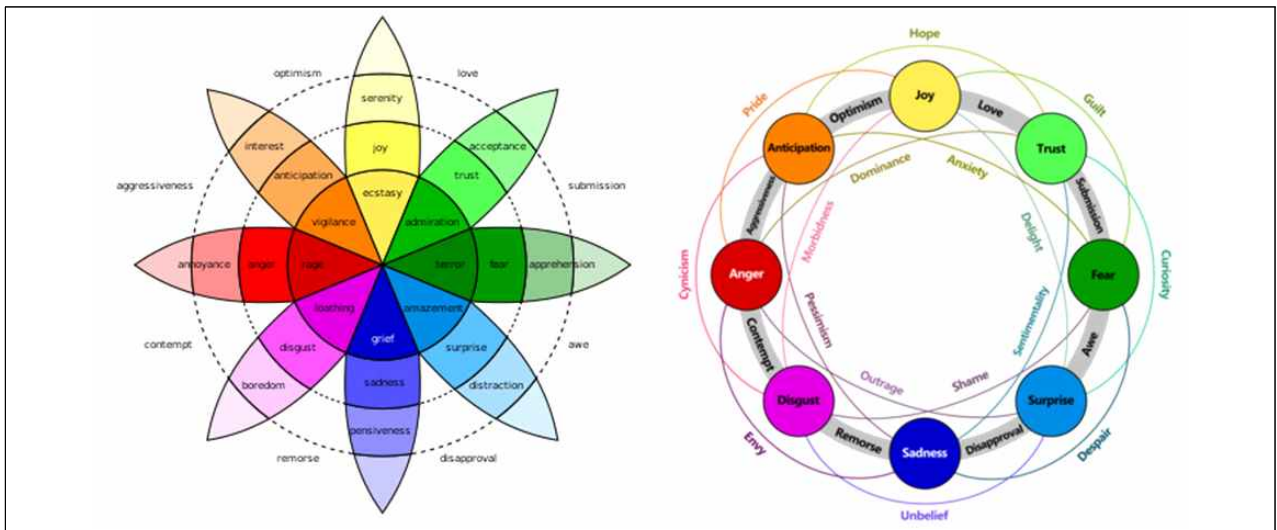 optimism
love
serenity
interest
acceptance
joy
anticipation
trust
aggressiveness
submission
ecstasy
vigilance
admiration
annoyance
anger
rage
terror
fear
apprehension
loathing
amazement
grief
contempt
disgust
surprise
awe
boredom
sadness
distraction
pensiveness
remorse
disapproval
Hope
Pride
Joy
Guilt
Optimism
Love
Anticipation
Trust
Dominance
Anxiety
Aggressiveness
Submission
Morbidness
Delight
Cynicism
Anger
Fear
Curiosity
Pessimism
Sentimentality
Contempt
Awe
Outrage
Shame
Disgust
Surprise
Envy
Remorse
Sadness
Disapproval
Despair
Unbelief